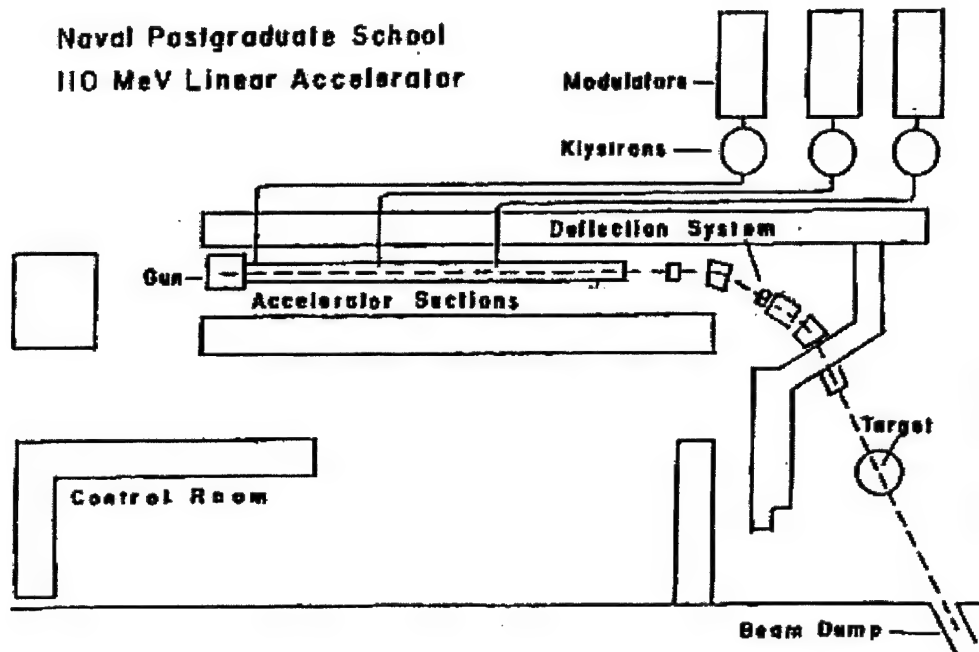 Naval Postgraduate School
110 MeV Linear Accelerator
Modulators
Klystrons
Deflection System
Gun
Accelerator Sections
Target
Control Room
Beam Dump